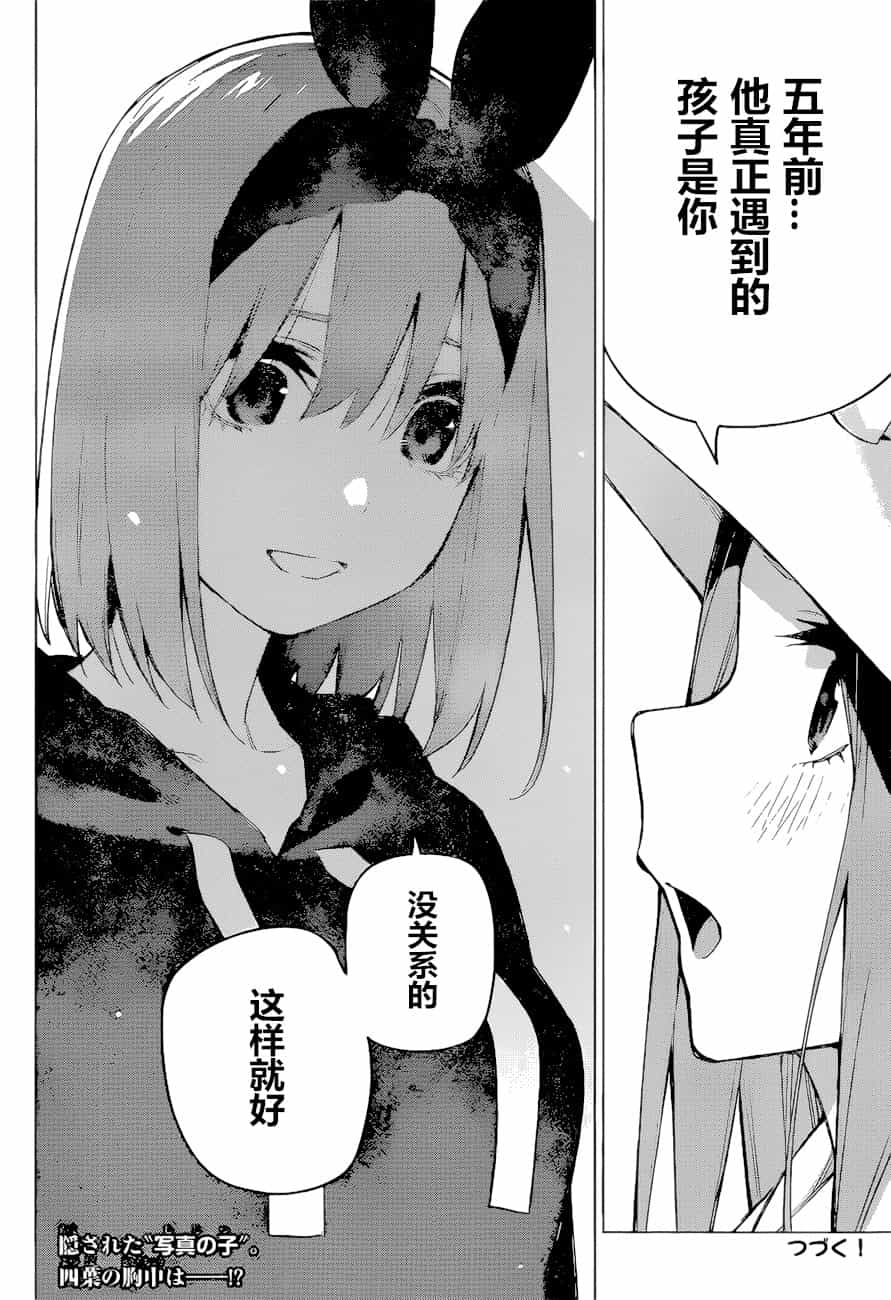 五年前…
他真正遇到的
孩子是你
没关系的
这样就好
つづく！
隠された“写真の子”。
四葉の胸中は——!?